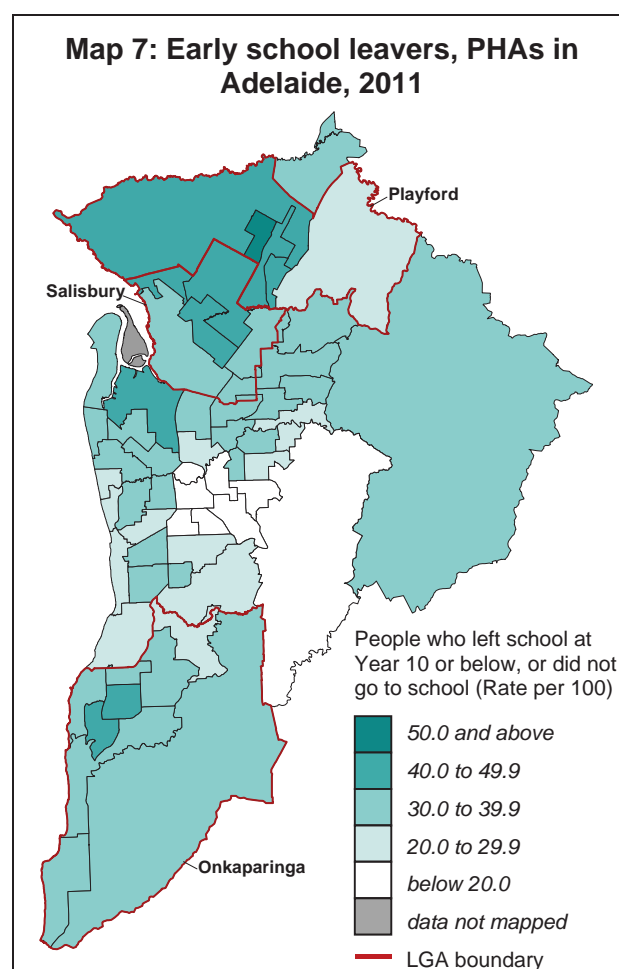 Map 7: Early school leavers, PHAs in
Adelaide, 2011
Playford
Salisbury
Onkaparinga
People who left school at
Year 10 or below, or did not
go to school (Rate per 100)
50.0 and above
40.0 to 49.9
30.0 to 39.9
20.0 to 29.9
below 20.0
data not mapped
LGA boundary